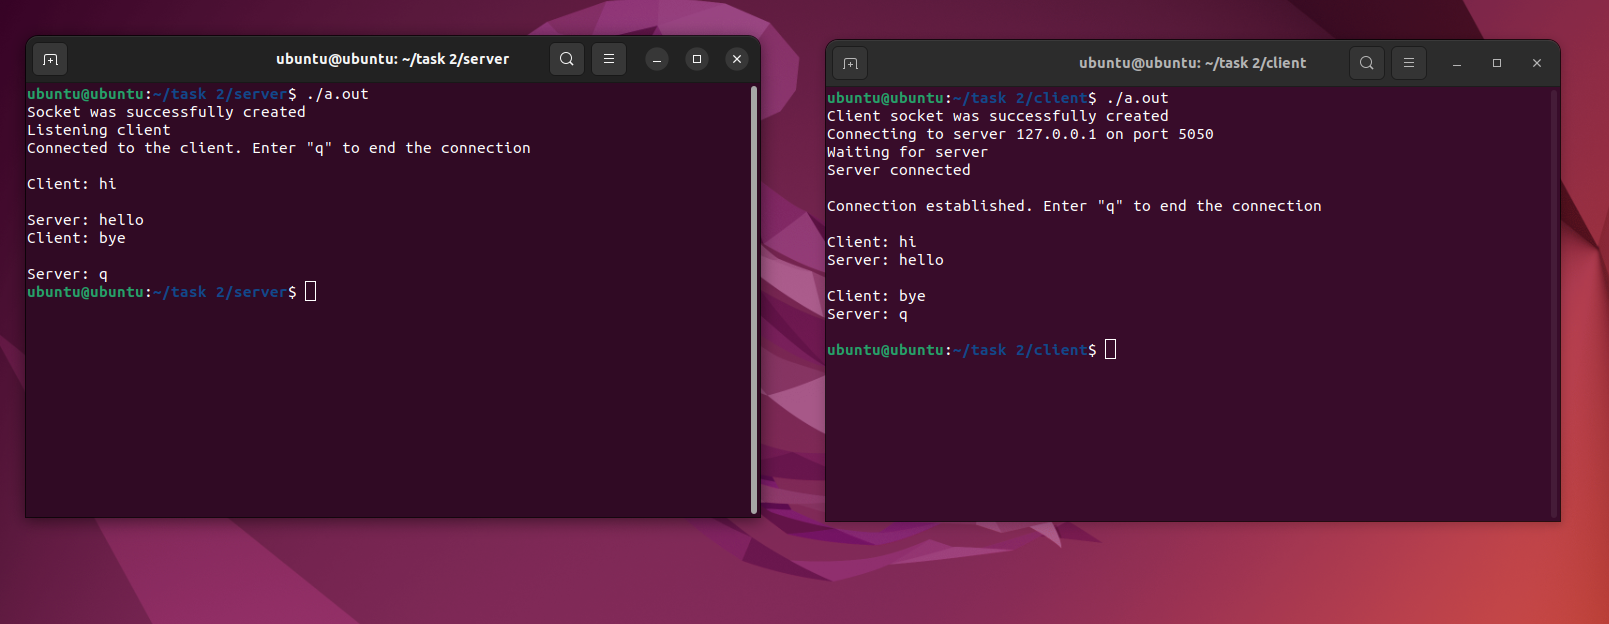 ubuntu@ubuntu: ~/task 2/server
ubuntu@ubuntu:~/task 2/server$ ./a.out
Socket was successfully created
Listening client
Connected to the client. Enter "q" to end the connection
Client: hi
Server: hello
Client: bye
Server: q
ubuntu@ubuntu:~/task 2/server$
ubuntu@ubuntu: ~/task 2/client
ubuntu@ubuntu:~/task 2/client$ ./a.out
Client socket was successfully created
Connecting to server 127.0.0.1 on port 5050
Waiting for server
Server connected
Connection established. Enter "q" to end the connection
Client: hi
Server: hello
Client: bye
Server: q
ubuntu@ubuntu:~/task 2/client$